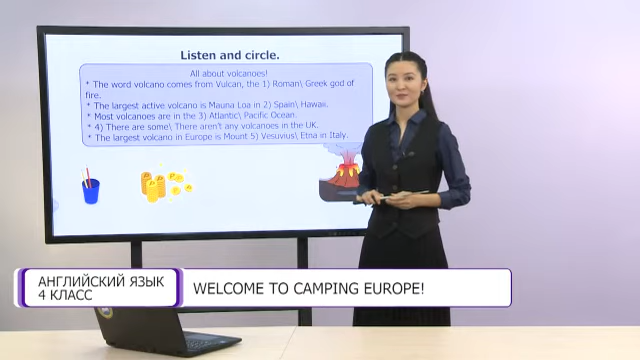 Listen and circle.
All about volcanoes!
* The word volcano comes from Vulcan, the 1) Roman\ Greek god of
fire.
* The largest active volcano is Mauna Loa in 2) Spain\ Hawaii.
* Most volcanoes are in the 3) Atlantic\ Pacific Ocean.
* 4) There are some\ There aren't any volcanoes in the UK.
* The largest volcano in Europe is Mount 5) Vesuvius\ Etna in Italy.
АНГЛИЙСКИЙ ЯЗЫК
4 КЛАСС
WELCOME TO CAMPING EUROPE!